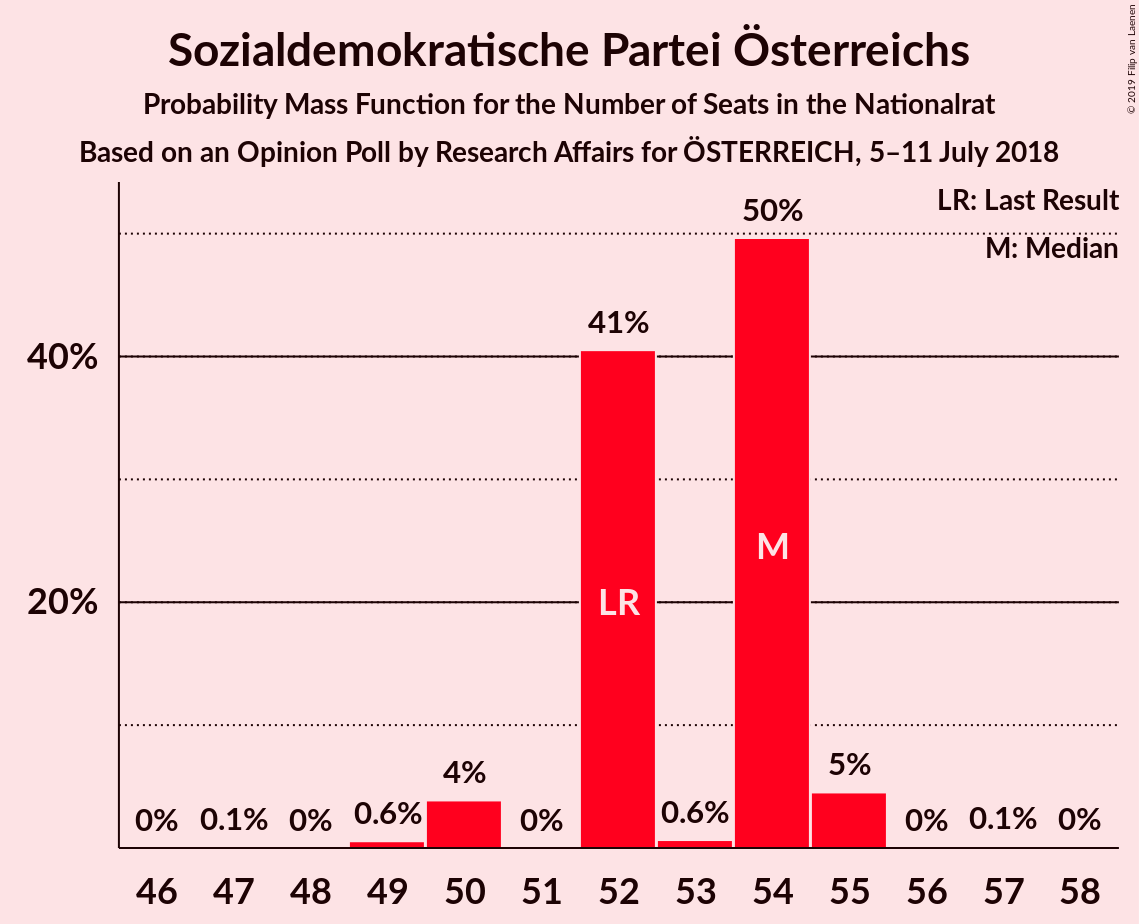 Sozialdemokratische Partei Österreichs
Probability Mass Function for the Number of Seats in the Nationalrat
Based on an Opinion Poll by Research Affairs for ÖSTERREICH, 5–11 July 2018
© 2019 Filip van Laenen
LR: Last Result
M: Median
50%
41%
40%
M
20%
LR
5%
4%
0% 0.1% 0% 0.6% 0% 0.6% 0% 0.1% 0%
46 47 48 49 50 51 52 53 54 55 56 57 58